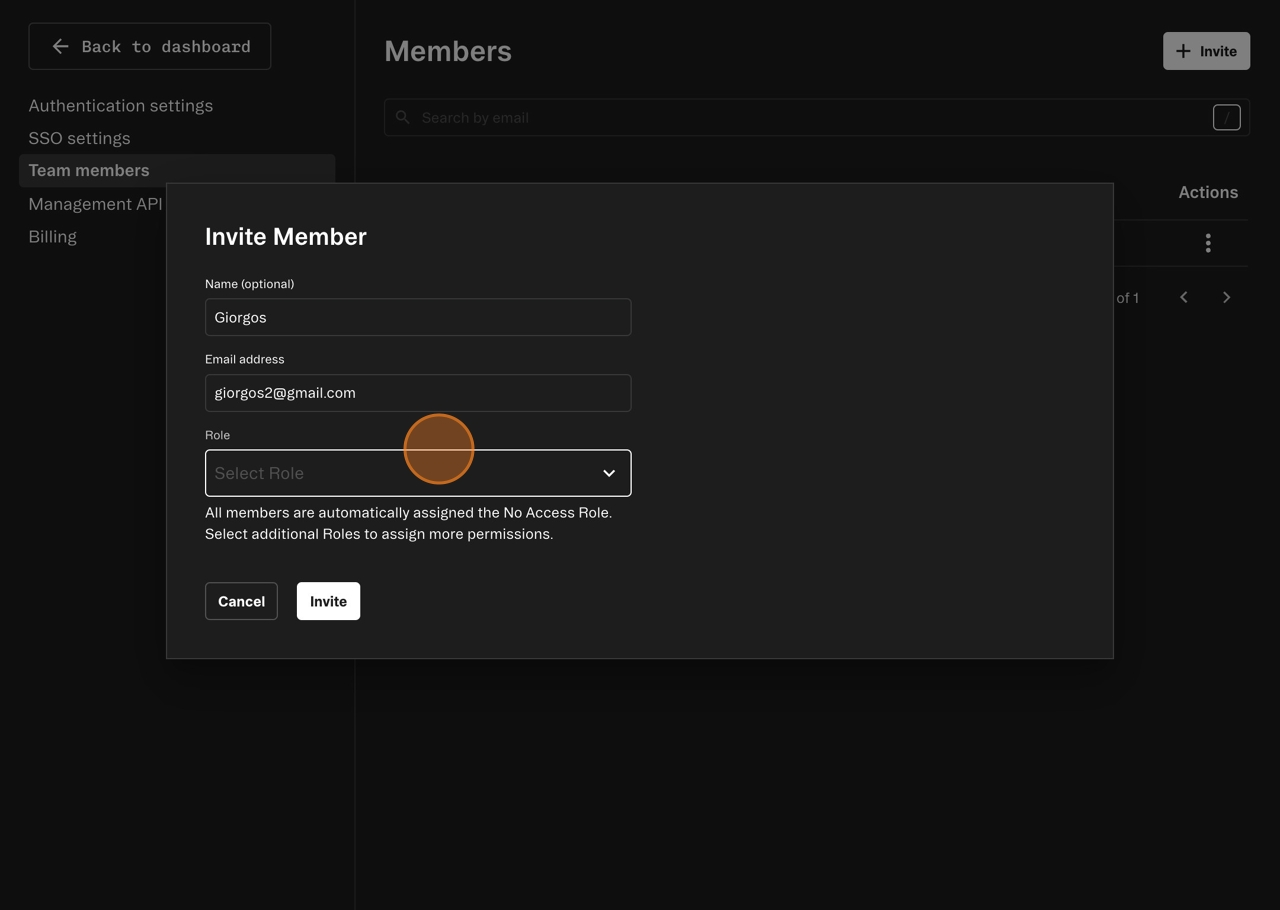 Back to dashboard
Authentication settings
SSO settings
Team members
Management API
Billing
Members
Invite
Search by email
/
Actions
of 1
Invite Member
Name (optional)
Giorgos
Email address
giorgos2@gmail.com
Role
Select Role
All members are automatically assigned the No Access Role.
Select additional Roles to assign more permissions.
Cancel
Invite